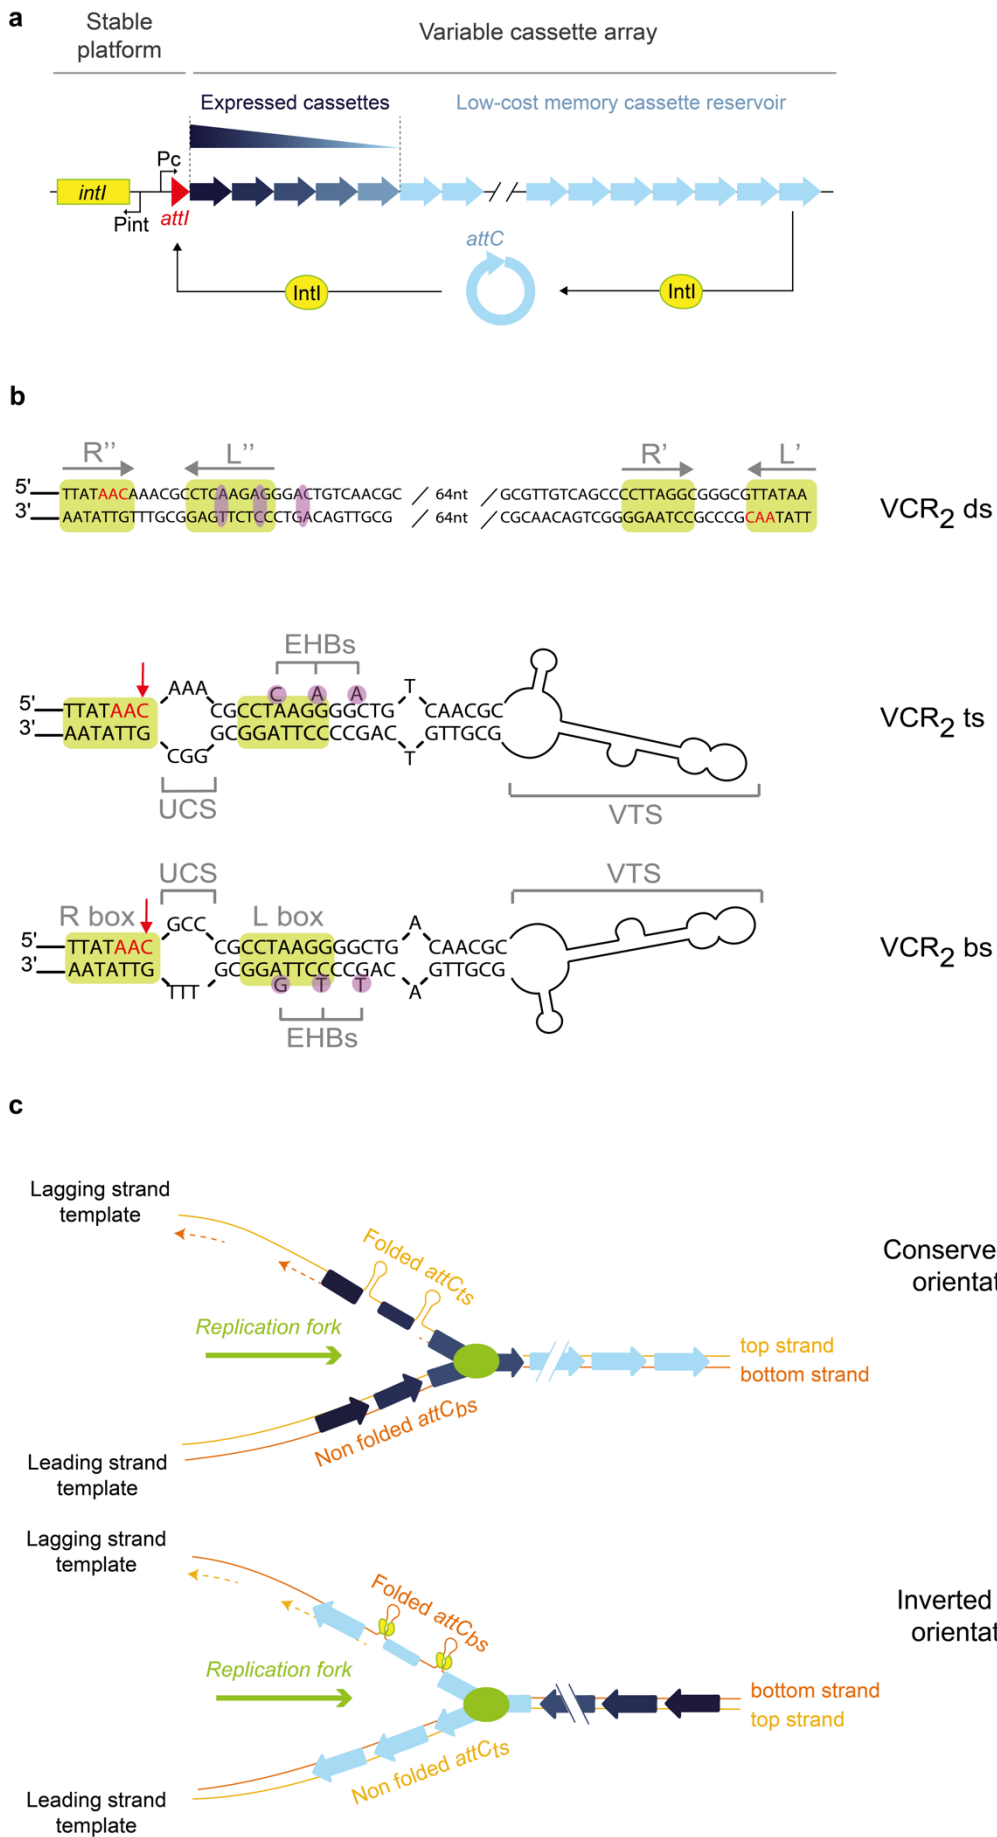 a
Stable
platform
Variable cassette array
Expressed cassettes
Low-cost memory cassette reservoir
Pc
intI
Pint
attI
attC
IntI
IntI
b
R''
L''
R'
L'
5'
TTATAACAAACGCCTCAAGAGGGACTGTCAACGC
64nt
GCGTTGTCAGCCCCTTAGGCGGGCGTTATAA
3'
AATATTGTTTGCGGAGTTCTCCCTGACAGTTGCG
64nt
CGCAACAGTCGGGGAATCCGCCCGCAATATT
VCR2 ds
EHBs
C A A
AAA
T
5'
TTATAAC
CGCCTAAGGGGCTG
CAACGC
3'
AATATTG
GCGGATTCCCCGAC
GTTGCG
CGG
T
UCS
VTS
VCR2 ts
UCS
VTS
R box
L box
GCC
A
5'
TTATAAC
CGCCTAAGGGGCTG
CAACGC
3'
AATATTG
GCGGATTCCCCGAC
GTTGCG
TTT
G T T
A
EHBs
VCR2 bs
c
Lagging strand
template
Folded attCts
Conserve
orientat
Replication fork
top strand
bottom strand
Non folded attCbs
Leading strand
template
Lagging strand
template
Folded attCbs
Inverted
orientat
Replication fork
bottom strand
top strand
Non folded attCts
Leading strand
template